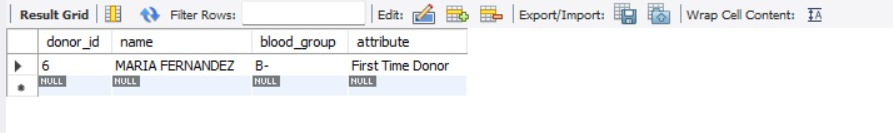 Result Grid Filter Rows: Edit: Export/Import: Wrap Cell Content: IA
donor_id name blood_group attribute
6 MARIA FERNANDEZ B- First Time Donor
NULL NULL NULL NULL